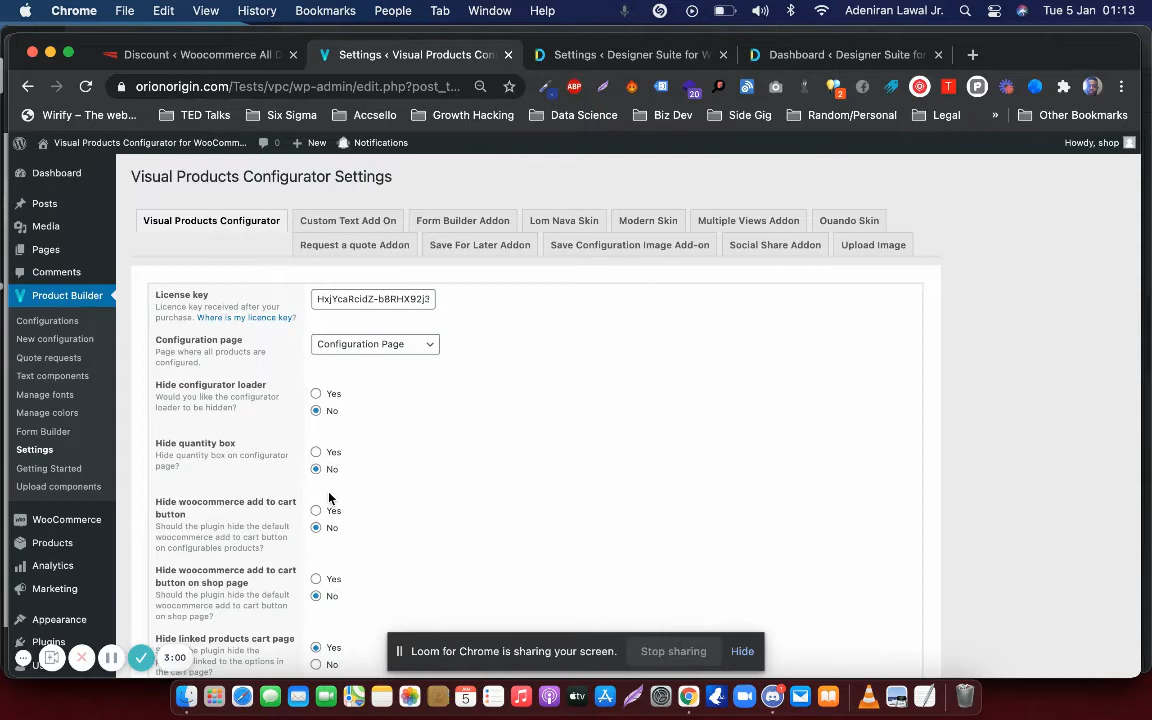 Chrome File Edit View History Bookmarks People Tab Window Help Adeniran Lawal Jr. Tue 5 Jan 01:13
Discount ‹ Woocommerce All D Settings ‹ Visual Products Con Settings ‹ Designer Suite for W Dashboard ‹ Designer Suite for
orionorigin.com/Tests/vpc/wp-admin/edit.php?post_t... ABP 20 2 T P
Wirify – The web... TED Talks Six Sigma Accsello Growth Hacking Data Science Biz Dev Side Gig Random/Personal Legal » Other Bookmarks
Visual Products Configurator for WooComm... 0 New Notifications Howdy, shop
Dashboard
Posts
Media
Pages
Comments
Product Builder
Configurations
New configuration
Quote requests
Text components
Manage fonts
Manage colors
Form Builder
Settings
Getting Started
Upload components
WooCommerce
Products
Analytics
Marketing
Appearance
Plugins
Visual Products Configurator Settings
Visual Products Configurator Custom Text Add On Form Builder Addon Lom Nava Skin Modern Skin Multiple Views Addon Ouando Skin
Request a quote Addon Save For Later Addon Save Configuration Image Add-on Social Share Addon Upload Image
License key
Licence key received after your
purchase. Where is my licence key?
HxjYcaRcidZ-b8RHX92j3
Configuration page
Page where all products are
configured.
Configuration Page
Hide configurator loader
Would you like the configurator
loader to be hidden?
Yes
No
Hide quantity box
Hide quantity box on configurator
page?
Yes
No
Hide woocommerce add to cart
button
Should the plugin hide the default
woocommerce add to cart button
on configurables products?
Yes
No
Hide woocommerce add to cart
button on shop page
Should the plugin hide the default
woocommerce add to cart button
on shop page?
Yes
No
Hide linked products cart page
plugin hide the
linked to the options in
the cart page?
Yes
No
3:00
Loom for Chrome is sharing your screen. Stop sharing Hide
JAN
5
tv
1